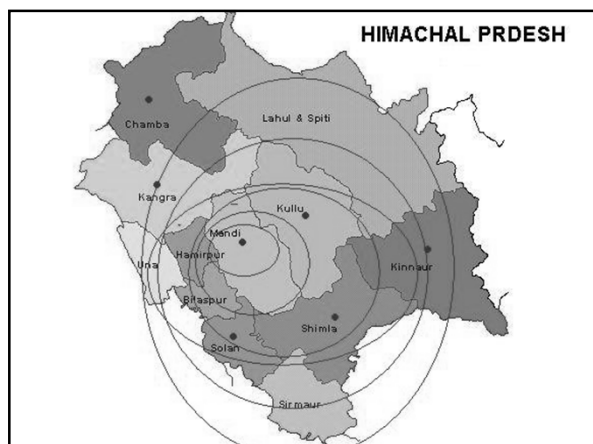 HIMACHAL PRDESH
Lahul & Spiti
Chamba
Kangra
Kullu
Mandi
Hamirpur
Una
Kinnaur
Bilaspur
Shimla
Solan
Sirmaur